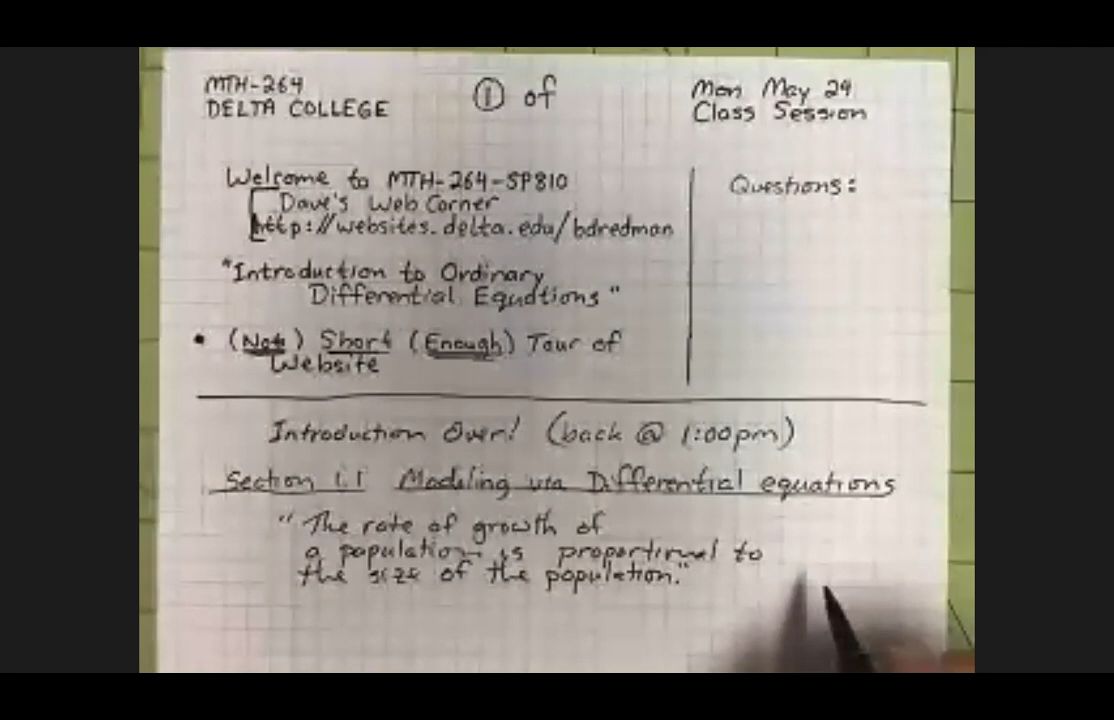 MTH-264
DELTA COLLEGE
① of
Mon May 24
Class Session
Welcome to MTH-264-SP810
Dave's Web Corner
http://websites.delta.edu/bdredman
Questions:
"Introduction to Ordinary
Differential Equations"
• (Not) Short (Enough) Tour of
Website
Introduction Over! (back @ 1:00pm)
Section 1.1 Modeling via Differential equations
"The rate of growth of
a population is proportional to
the size of the population."